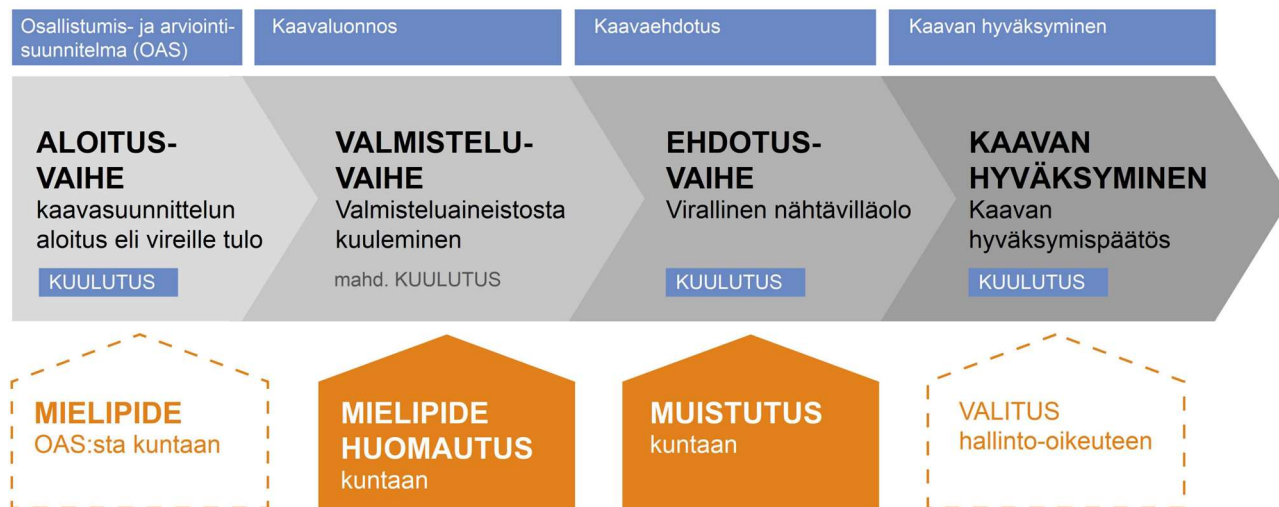 Osallistumis- ja arviointi-
suunnitelma (OAS)
Kaavaluonnos
Kaavaehdotus
Kaavan hyväksyminen
ALOITUS-
VAIHE
kaavasuunnittelun
aloitus eli vireille tulo
KUULUTUS
VALMISTELU-
VAIHE
Valmisteluaineistosta
kuuleminen
mahd. KUULUTUS
EHDOTUS-
VAIHE
Virallinen nähtävilläolo
KUULUTUS
KAAVAN
HYVÄKSYMINEN
Kaavan
hyväksymispäätös
KUULUTUS
MIELIPIDE
OAS:sta kuntaan
MIELIPIDE
HUOMAUTUS
kuntaan
MUISTUTUS
kuntaan
VALITUS
hallinto-oikeuteen